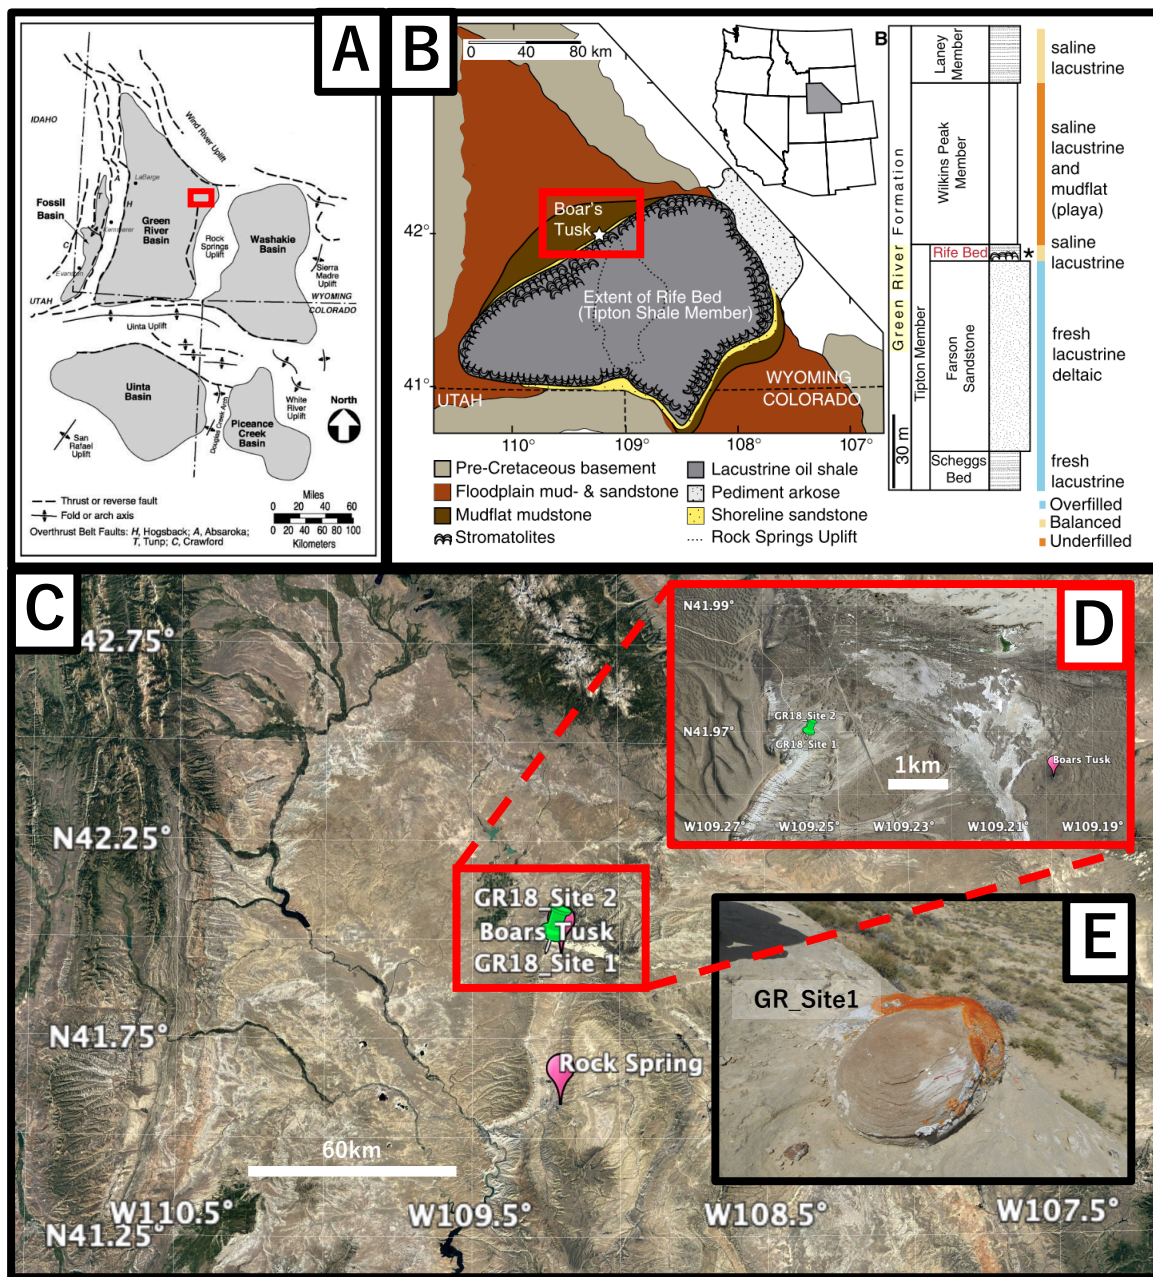 A
IDAHO
Wind River Uplift
LaBarge
A
T
H
Fossil
Basin
Kemmerer
C
Evanston
Green
River
Basin
Rock
Springs
Uplift
Washakie
Basin
Sierra
Madre
Uplift
UTAH
WYOMING
COLORADO
Uinta Uplift
Uinta
Basin
Douglas Creek Arch
White
River
Uplift
North
Piceance
Creek
Basin
San
Rafael
Uplift
Thrust or reverse fault
Fold or arch axis
Overthrust Belt Faults: H, Hogsback; A, Absaroka;
T, Tunp; C, Crawford
Miles
0 20 40 60
0 20 40 60 80 100
Kilometers
B
0 40 80 km
Boar's
Tusk
42°
Extent of Rife Bed
(Tipton Shale Member)
41°
UTAH
WYOMING
COLORADO
110° 109° 108° 107°
Pre-Cretaceous basement
Floodplain mud- & sandstone
Mudflat mudstone
Stromatolites
Lacustrine oil shale
Pediment arkose
Shoreline sandstone
Rock Springs Uplift
B
Green River Formation
Laney
Member
Wilkins Peak
Member
Rife Bed
*
Tipton Member
Farson
Sandstone
Scheggs
Bed
30 m
saline
lacustrine
saline
lacustrine
and
mudflat
(playa)
saline
lacustrine
fresh
lacustrine
deltaic
fresh
lacustrine
Overfilled
Balanced
Underfilled
C
42.75°
N42.25°
N41.75°
N41.25°
W110.5°
W109.5°
W108.5°
W107.5°
GR18_Site 2
Boars Tusk
GR18_Site 1
Rock Spring
60km
D
N41.99°
N41.97°
GR18_Site 2
GR18_Site 1
1km
Boars Tusk
W109.27°
W109.25°
W109.23°
W109.21°
W109.19°
E
GR_Site1